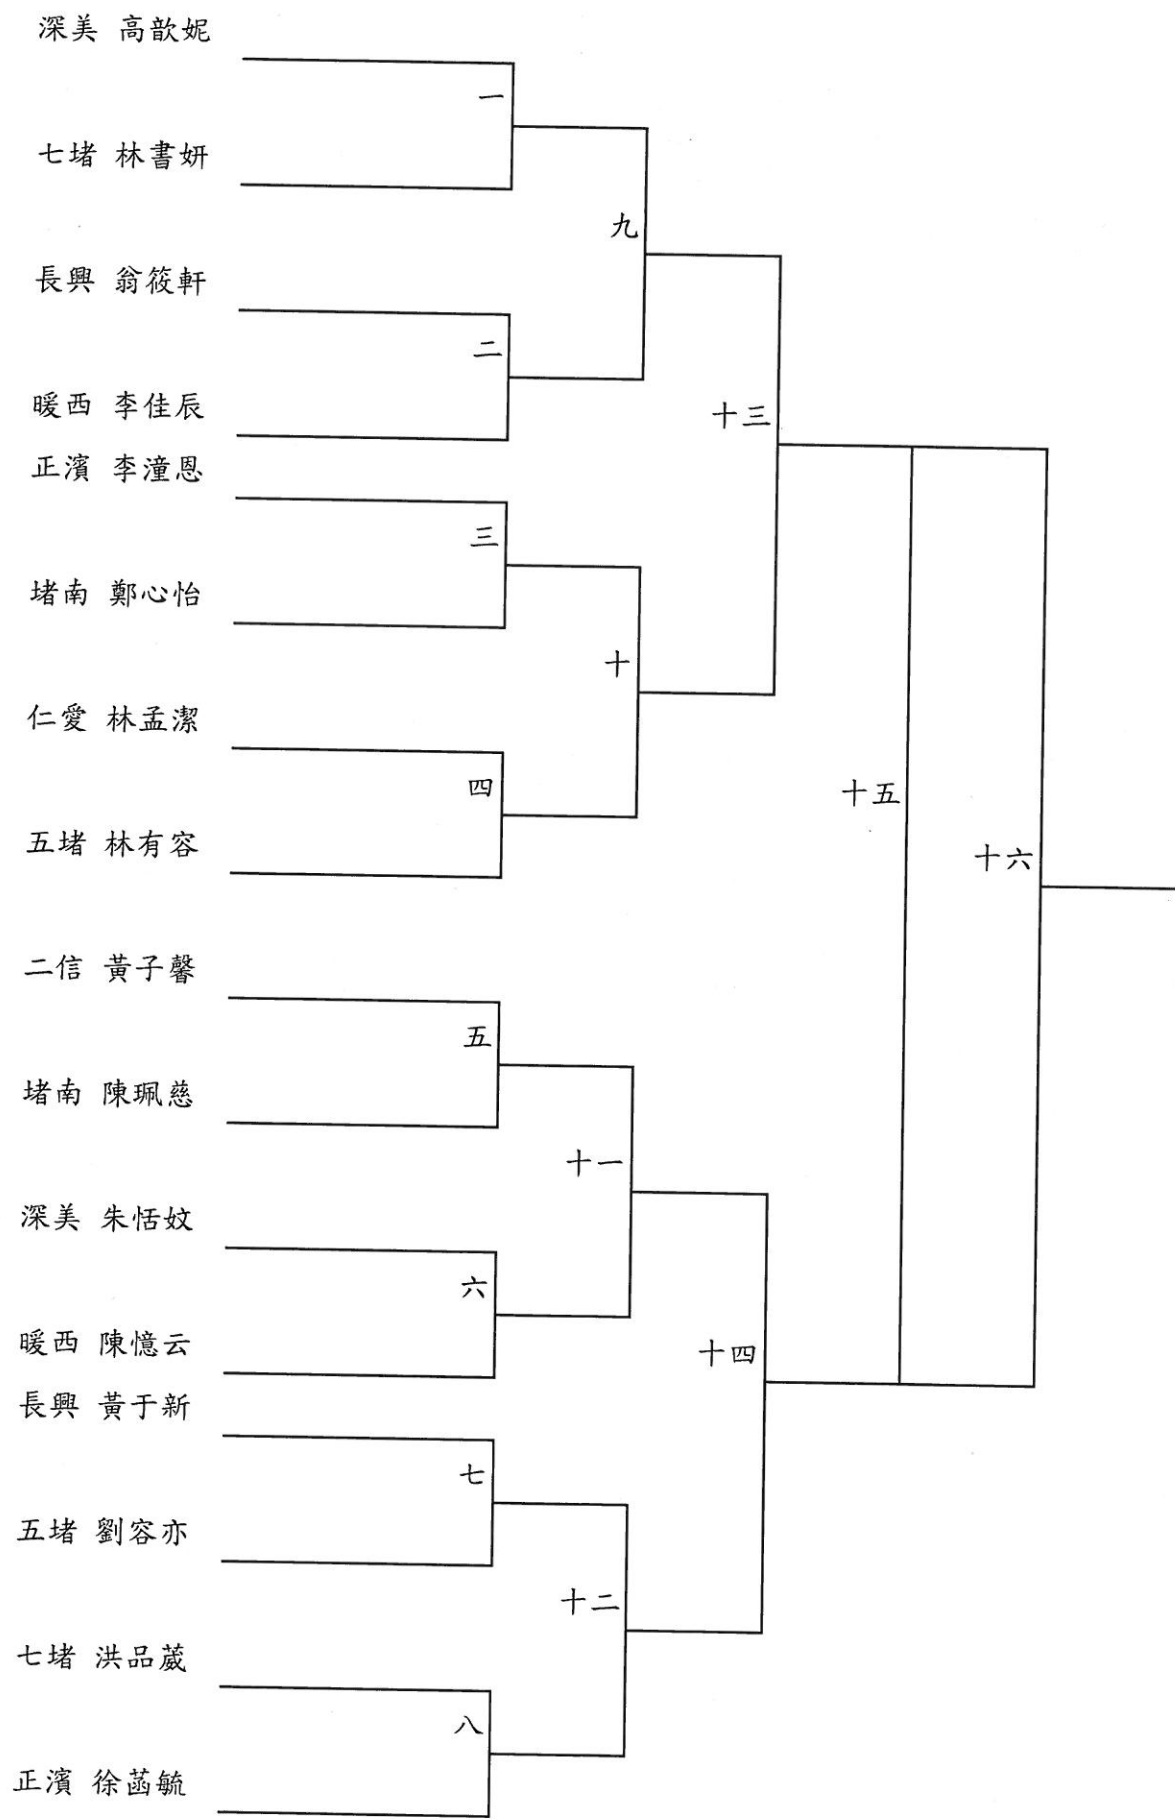 深美 高歆妮
一
七堵 林書妍
九
長興 翁筱軒
二
暖西 李佳辰
十三
正濱 李潼恩
三
堵南 鄭心怡
十
仁愛 林孟潔
四
十五
五堵 林有容
十六
二信 黃子馨
五
堵南 陳珮慈
十一
深美 朱恬妏
六
暖西 陳憶云
十四
長興 黃于新
七
五堵 劉容亦
十二
七堵 洪品葳
八
正濱 徐菡毓